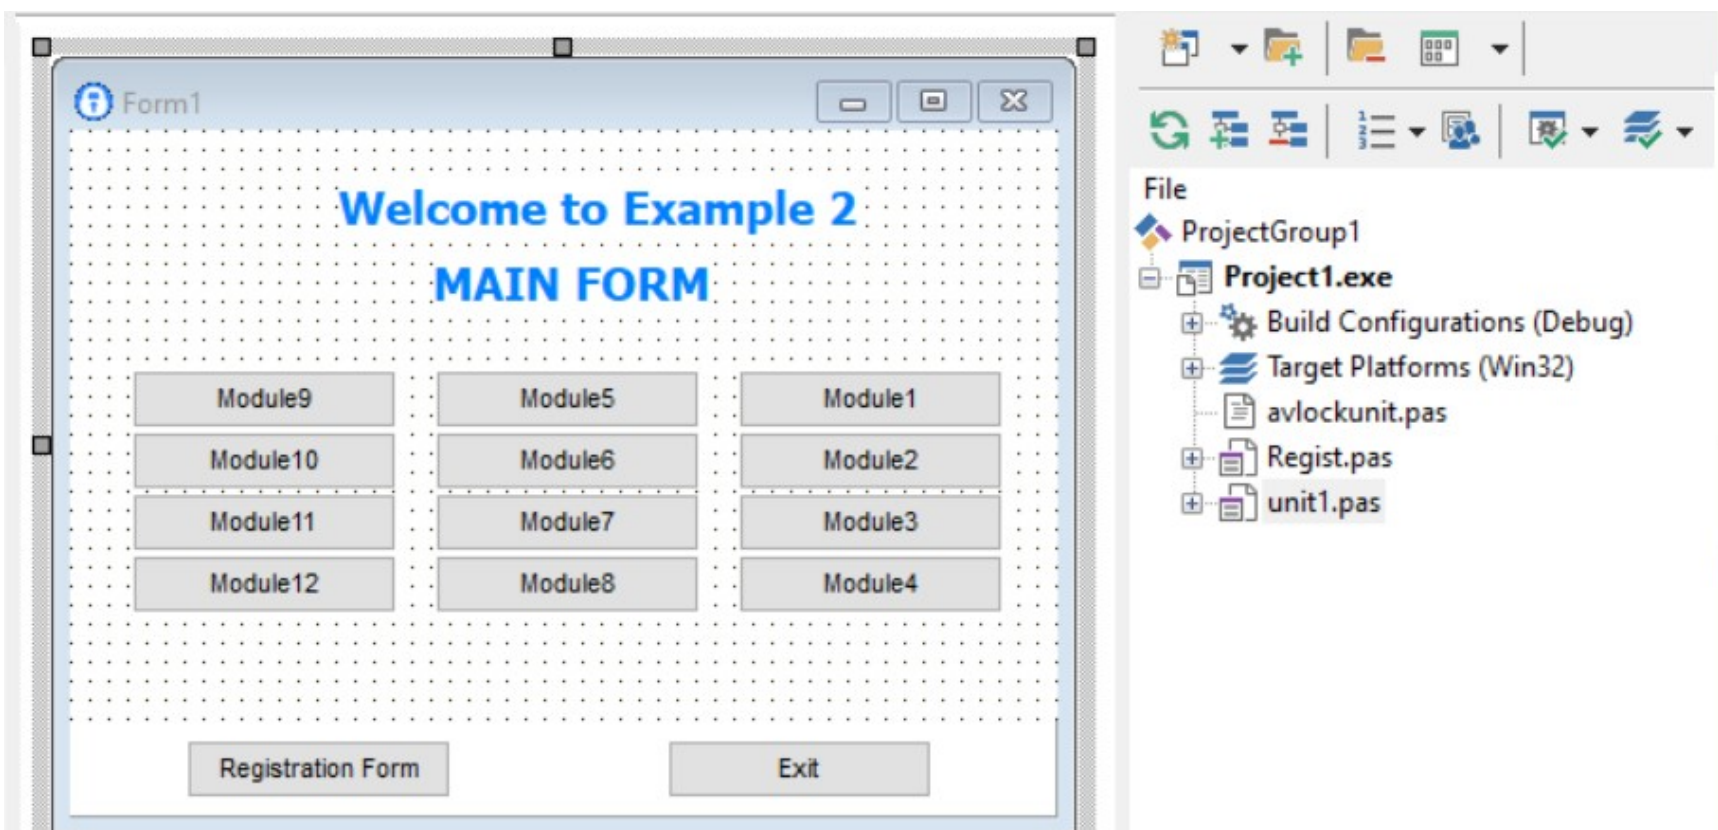 Form1
Welcome to Example 2
MAIN FORM
Module9 Module5 Module1
Module10 Module6 Module2
Module11 Module7 Module3
Module12 Module8 Module4
Registration Form Exit
File
ProjectGroup1
Project1.exe
Build Configurations (Debug)
Target Platforms (Win32)
avlockunit.pas
Regist.pas
unit1.pas